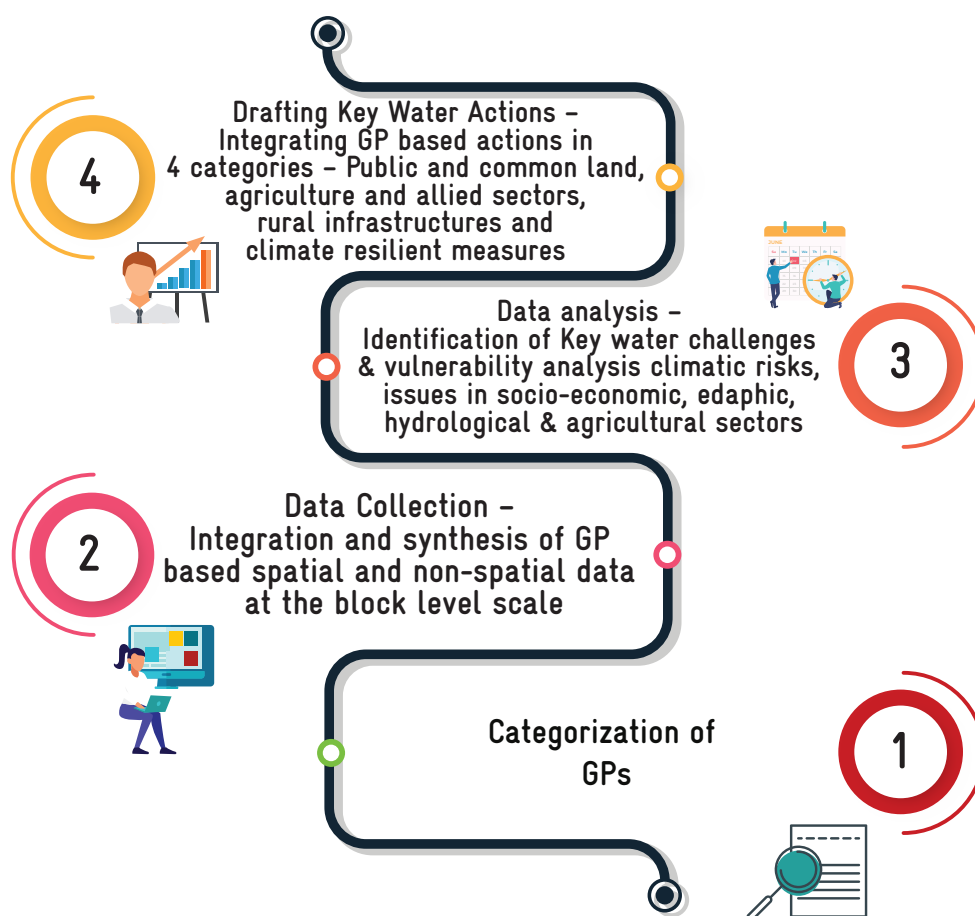 4
Drafting Key Water Actions –
Integrating GP based actions in
4 categories – Public and common land,
agriculture and allied sectors,
rural infrastructures and
climate resilient measures
JUNE
3
Data analysis –
Identification of Key water challenges
& vulnerability analysis climatic risks,
issues in socio-economic, edaphic,
hydrological & agricultural sectors
2
Data Collection –
Integration and synthesis of GP
based spatial and non-spatial data
at the block level scale
1
Categorization of
GPs